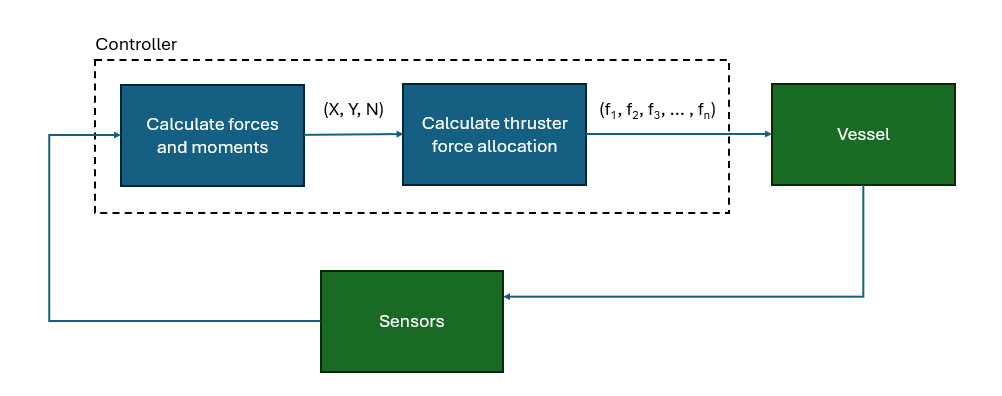 Controller
Calculate forces
and moments
(X, Y, N)
Calculate thruster
force allocation
(f₁, f₂, f₃, ... , fₙ)
Vessel
Sensors